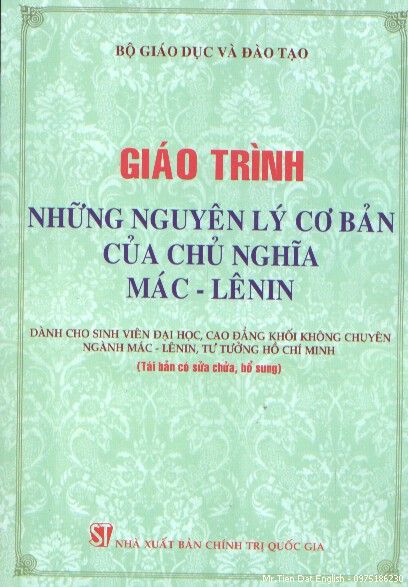 BỘ GIÁO DỤC VÀ ĐÀO TẠO
GIÁO TRÌNH
NHỮNG NGUYÊN LÝ CƠ BẢN
CỦA CHỦ NGHĨA
MÁC - LÊNIN
DÀNH CHO SINH VIÊN ĐẠI HỌC, CAO ĐẲNG KHỐI KHÔNG CHUYÊN
NGÀNH MÁC - LÊNIN, TƯ TƯỞNG HỒ CHÍ MINH
(Tái bản có sửa chữa, bổ sung)
ST NHÀ XUẤT BẢN CHÍNH TRỊ QUỐC GIA
Mr.Tien Dat English -